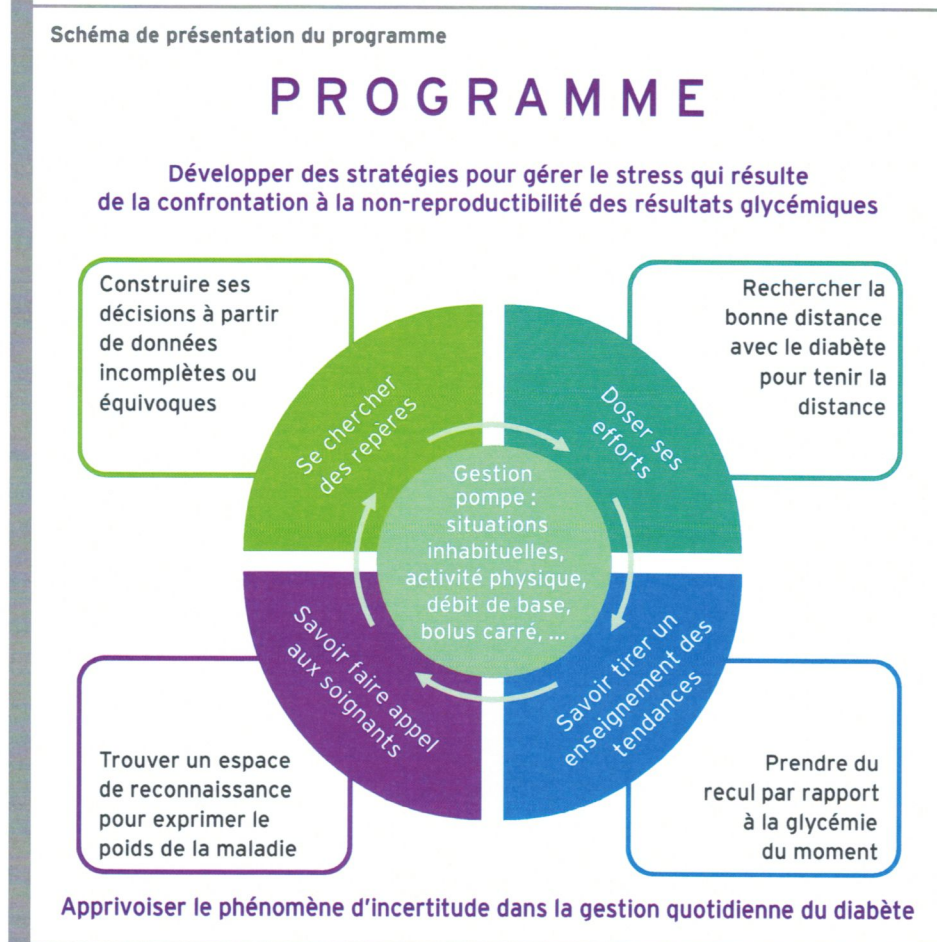 Schéma de présentation du programme
PROGRAMME
Développer des stratégies pour gérer le stress qui résulte
de la confrontation à la non-reproductibilité des résultats glycémiques
Construire ses
décisions à partir
de données
incomplètes ou
équivoques
Rechercher la
bonne distance
avec le diabète
pour tenir la
distance
Se chercher
des repères
Doser ses
efforts
Gestion
pompe :
situations
inhabituelles,
activité physique,
débit de base,
bolus carré, ...
Savoir faire appel
aux soignants
Savoir tirer un
enseignement des
tendances
Trouver un espace
de reconnaissance
pour exprimer le
poids de la maladie
Prendre du
recul par rapport
à la glycémie
du moment
Apprivoiser le phénomène d'incertitude dans la gestion quotidienne du diabète